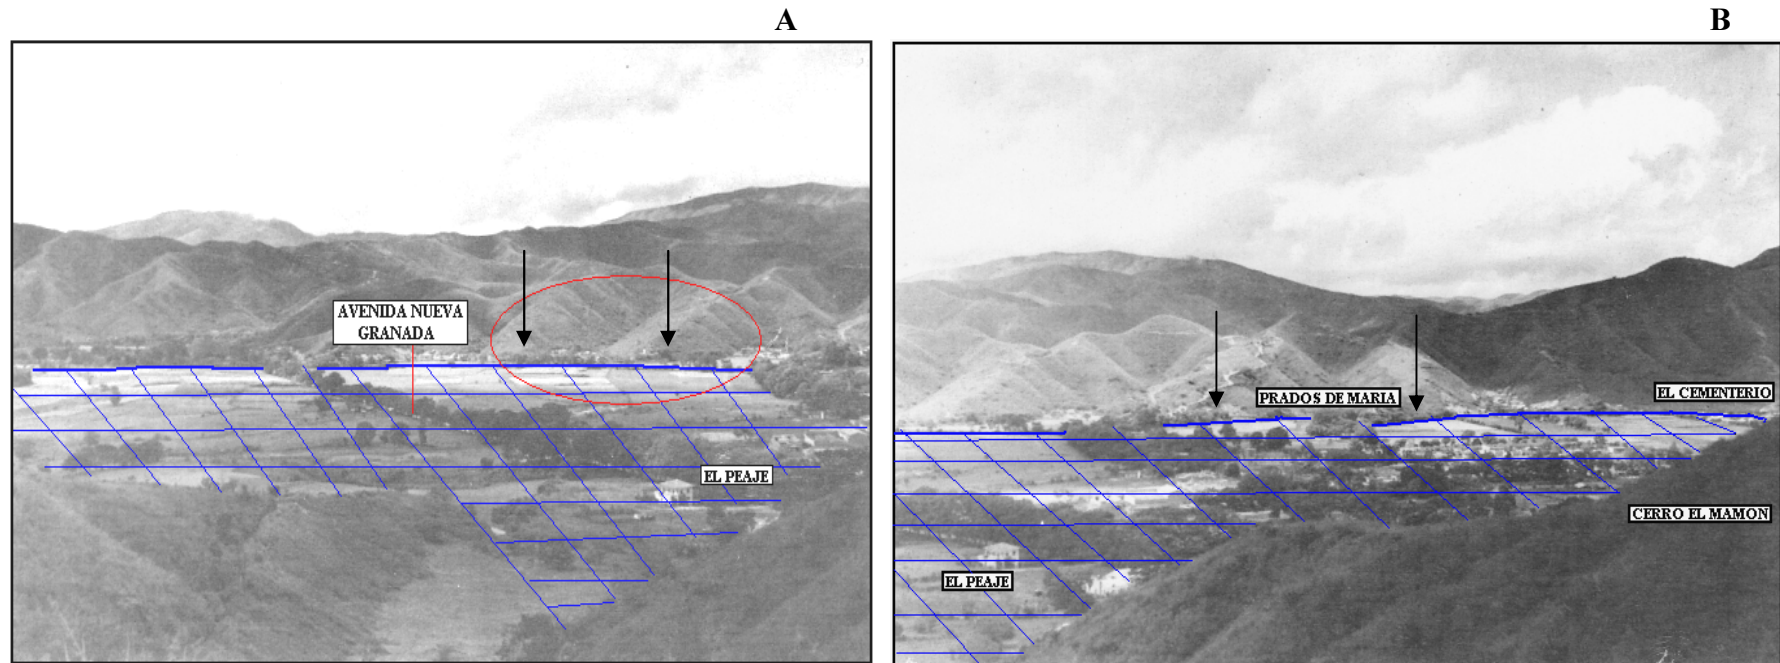 A
B
AVENIDA NUEVA
GRANADA
EL PEAJE
PRADOS DE MARIA
EL CEMENTERIO
CERRO EL MAMON
EL PEAJE